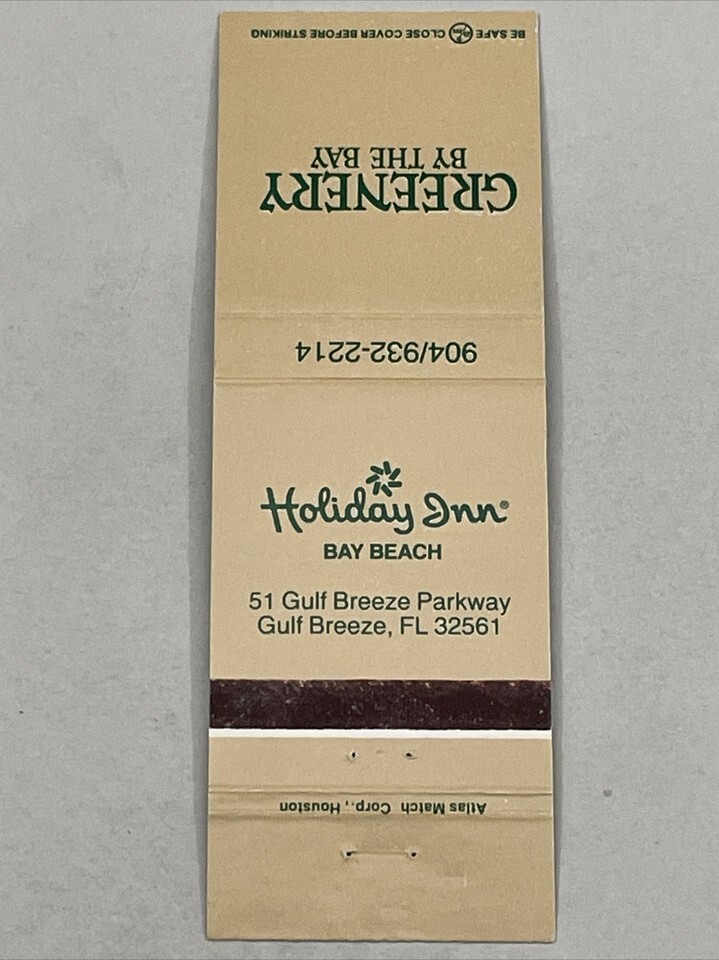 BE SAFE CLOSE COVER BEFORE STRIKING
GREENERY
BY THE BAY
904/932-2214
Holiday Inn®
BAY BEACH
51 Gulf Breeze Parkway
Gulf Breeze, FL 32561
Atlas Match Corp., Houston